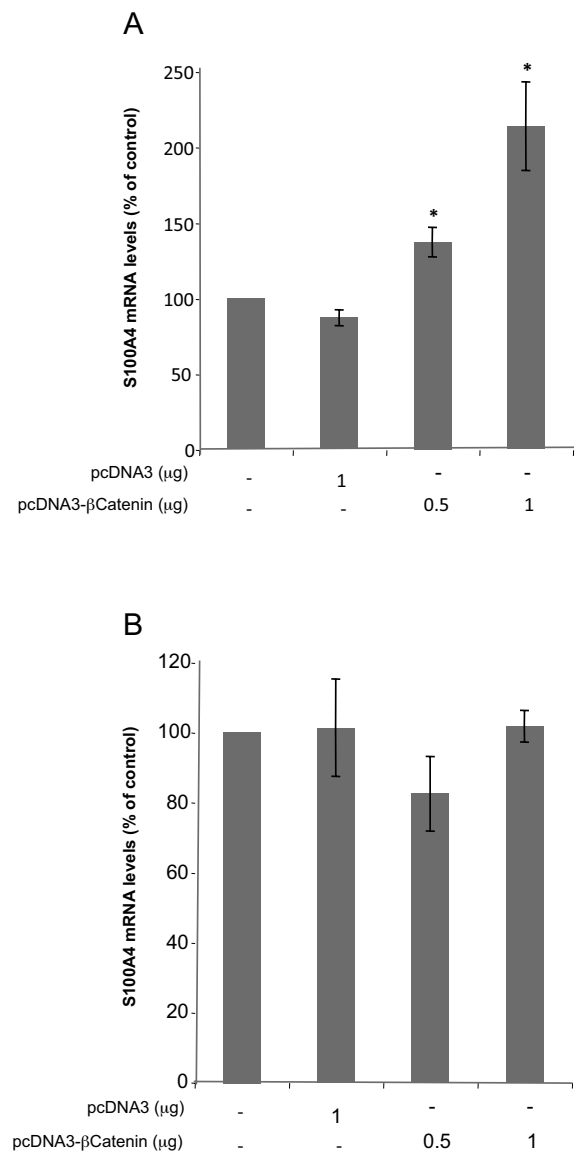 A
S100A4 mRNA levels (% of control)
250
*
200
*
150
100
50
0
pcDNA3 (μg) - 1 - -
pcDNA3-βCatenin (μg) - - 0.5 1
B
S100A4 mRNA levels (% of control)
120
100
80
60
40
20
0
pcDNA3 (μg) - 1 - -
pcDNA3-βCatenin (μg) - - 0.5 1